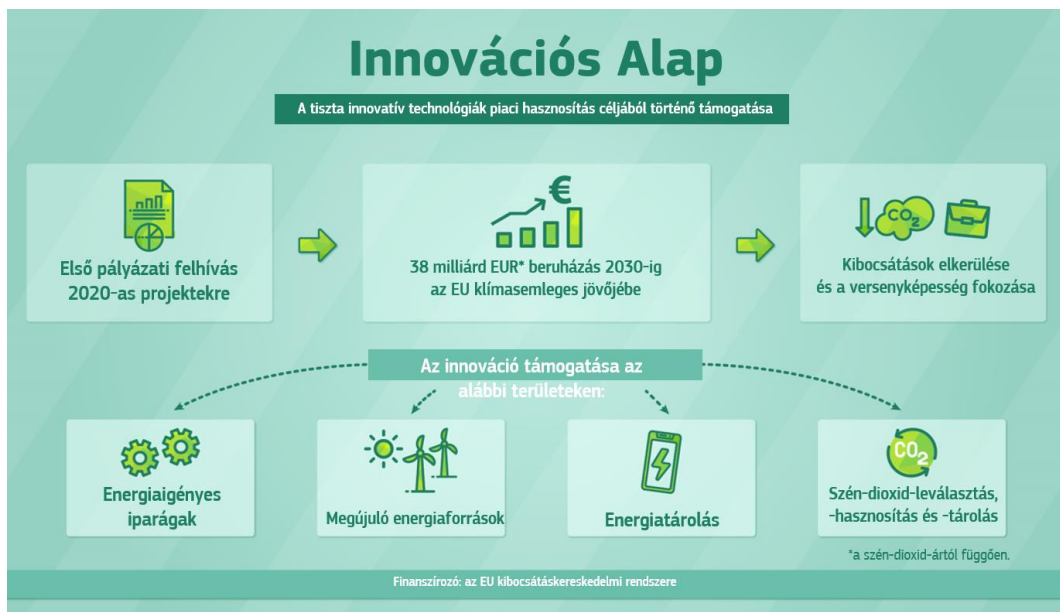 Innovációs Alap
A tiszta innovatív technológiák piaci hasznosítás céljából történő támogatása
Első pályázati felhívás
2020-as projektekre
€
38 milliárd EUR* beruházás 2030-ig
az EU klímasemleges jövőjébe
CO2
Kibocsátások elkerülése
és a versenyképesség fokozása
Az innováció támogatása az
alábbi területeken:
Energiaigényes
iparágak
Megújuló energiaforrások
Energiatárolás
CO2
Szén-dioxid-leválasztás,
-hasznosítás és -tárolás
*a szén-dioxid-ártól függően.
Finanszírozó: az EU kibocsátáskereskedelmi rendszere